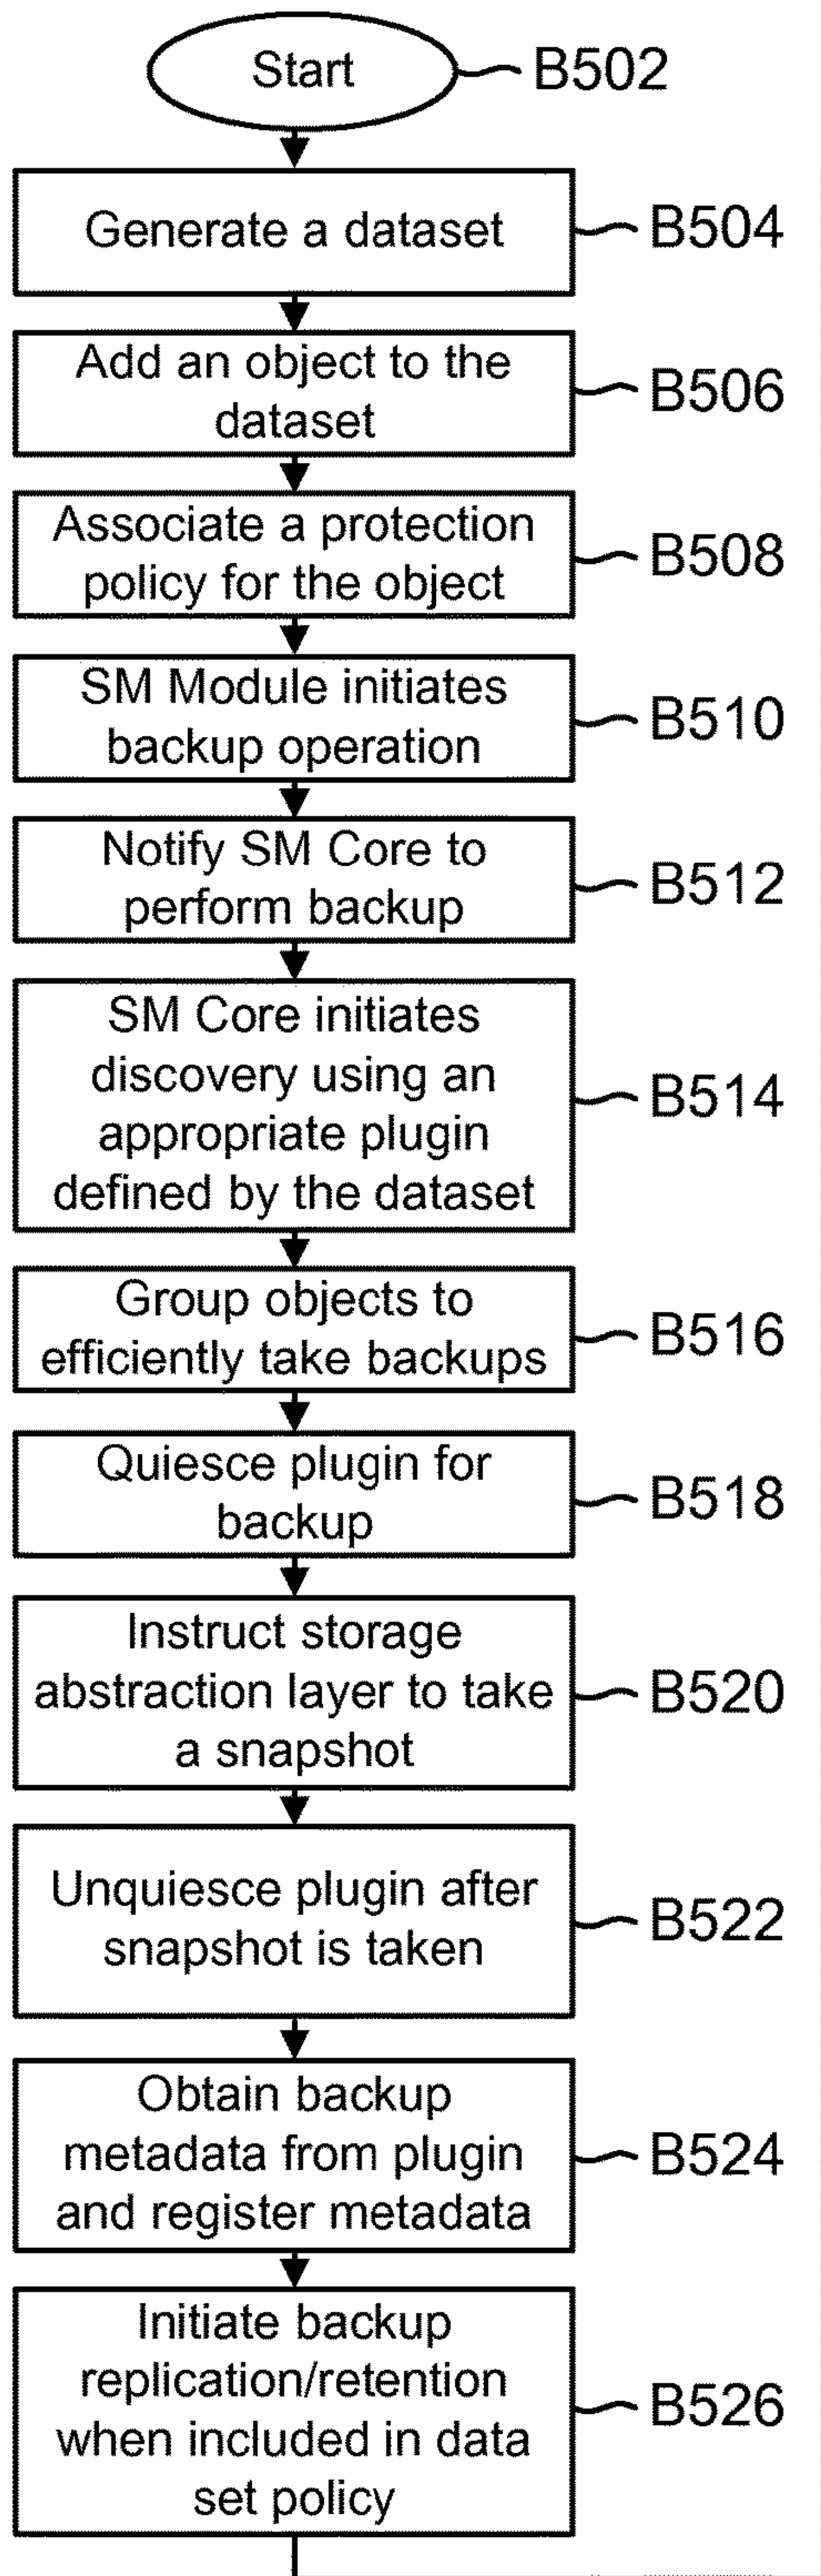 Start
B502
Generate a dataset
B504
Add an object to the
dataset
B506
Associate a protection
policy for the object
B508
SM Module initiates
backup operation
B510
Notify SM Core to
perform backup
B512
SM Core initiates
discovery using an
appropriate plugin
defined by the dataset
B514
Group objects to
efficiently take backups
B516
Quiesce plugin for
backup
B518
Instruct storage
abstraction layer to take
a snapshot
B520
Unquiesce plugin after
snapshot is taken
B522
Obtain backup
metadata from plugin
and register metadata
B524
Initiate backup
replication/retention
when included in data
set policy
B526